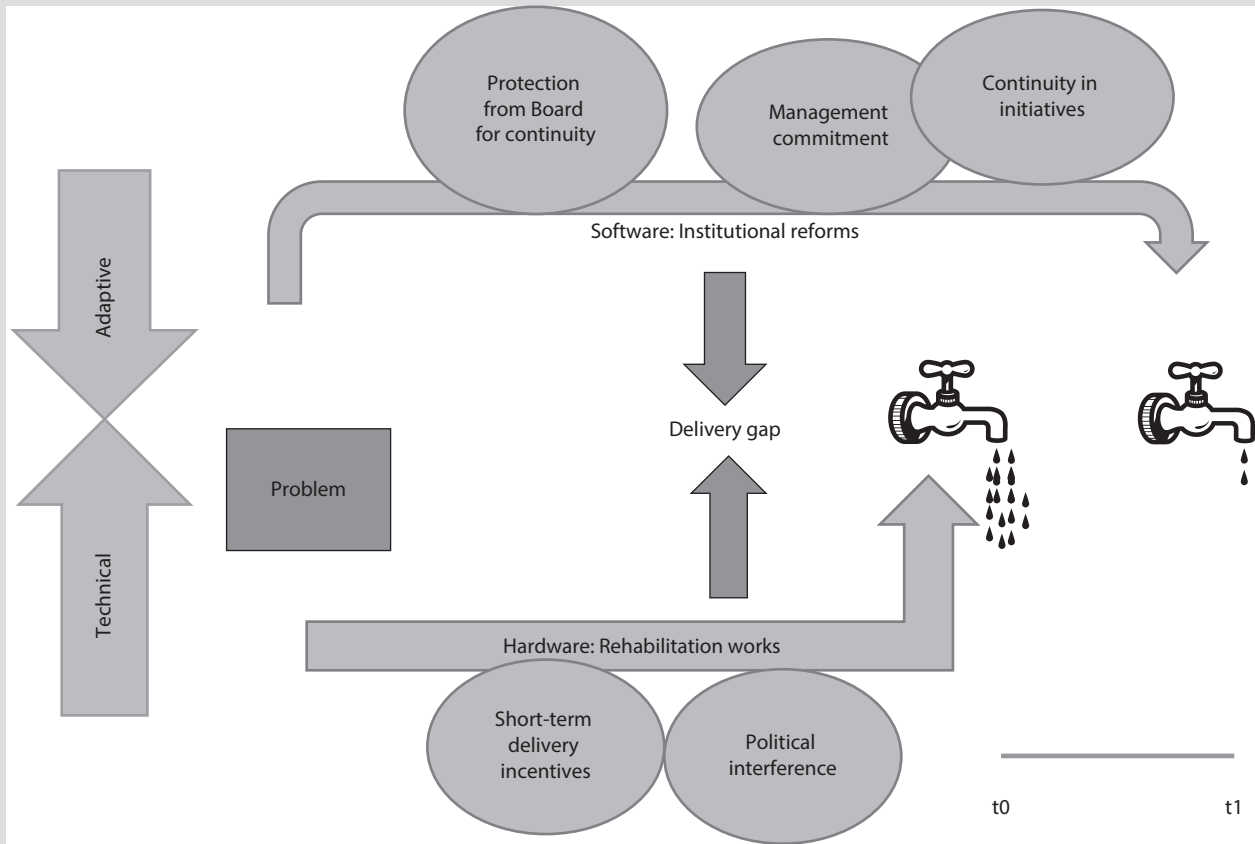 Protection
from Board
for continuity
Management
commitment
Continuity in
initiatives
Software: Institutional reforms
Adaptive
Delivery gap
Problem
Technical
Hardware: Rehabilitation works
Short-term
delivery
incentives
Political
interference
t0
t1